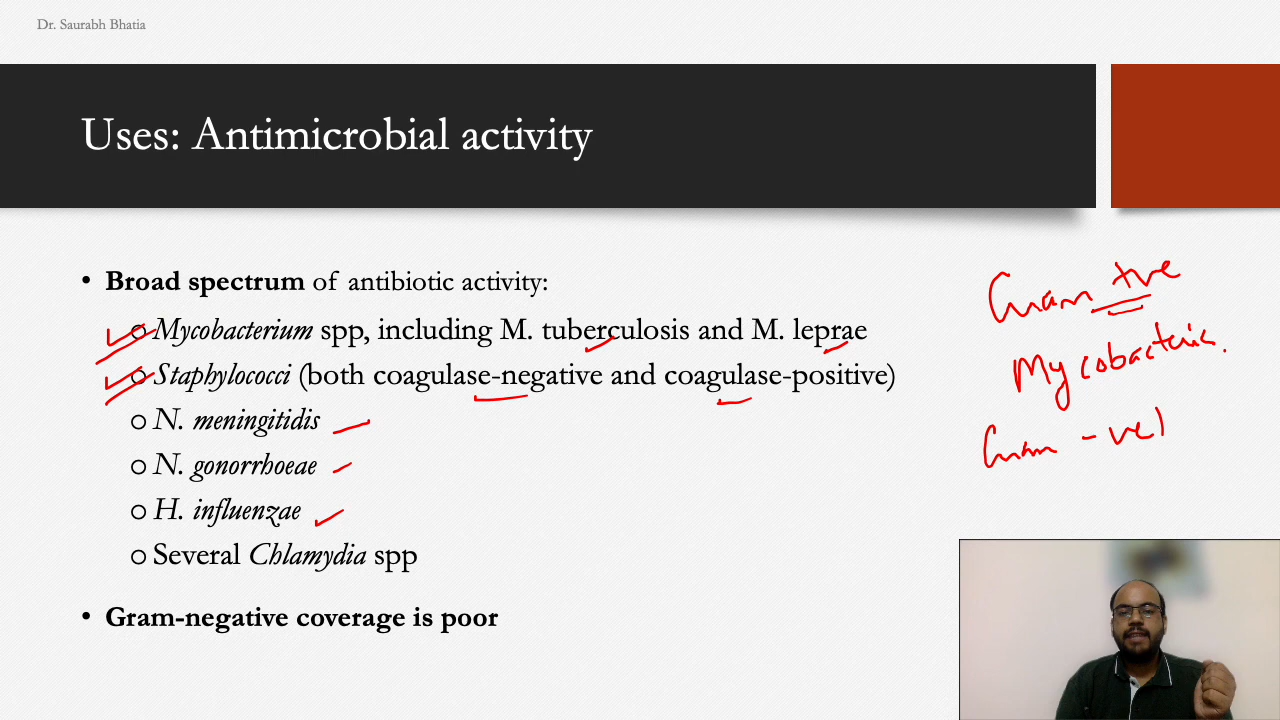 Dr. Saurabh Bhatia
Uses: Antimicrobial activity
• Broad spectrum of antibiotic activity:
o Mycobacterium spp, including M. tuberculosis and M. leprae
o Staphylococci (both coagulase-negative and coagulase-positive)
o N. meningitidis
o N. gonorrhoeae
o H. influenzae
o Several Chlamydia spp
• Gram-negative coverage is poor
Gram +ve
Mycobacteria.
Gram -ve